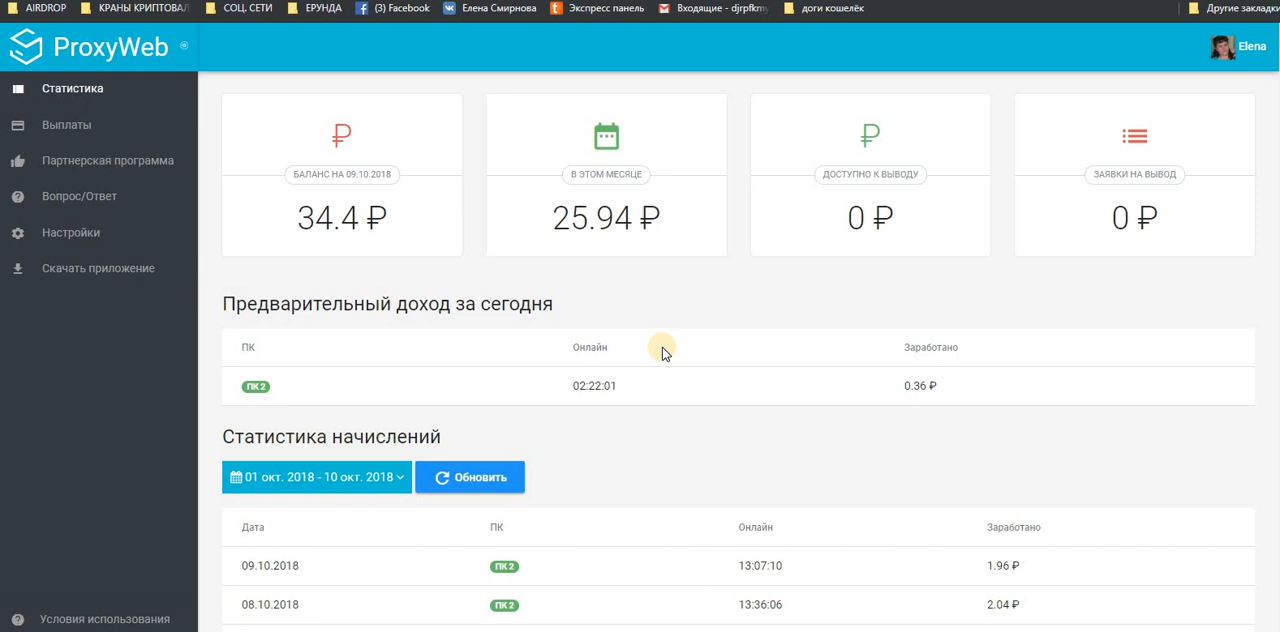 AIRDROP КРАНЫ КРИПТОВАЛ СОЦ. СЕТИ ЕРУНДА (3) Facebook Елена Смирнова Экспресс панель Входящие - djrpfkmy доги кошелёк Другие закладки
ProxyWeb Elena
Статистика
Выплаты
Партнерская программа
Вопрос/Ответ
Настройки
Скачать приложение
Условия использования
БАЛАНС НА 09.10.2018
34.4 ₽
В ЭТОМ МЕСЯЦЕ
25.94 ₽
ДОСТУПНО К ВЫВОДУ
0 ₽
ЗАЯВКИ НА ВЫВОД
0 ₽
Предварительный доход за сегодня
ПК Онлайн Заработано
ПК 2 02:22:01 0.36 ₽
Статистика начислений
01 окт. 2018 - 10 окт. 2018 Обновить
Дата ПК Онлайн Заработано
09.10.2018 ПК 2 13:07:10 1.96 ₽
08.10.2018 ПК 2 13:36:06 2.04 ₽